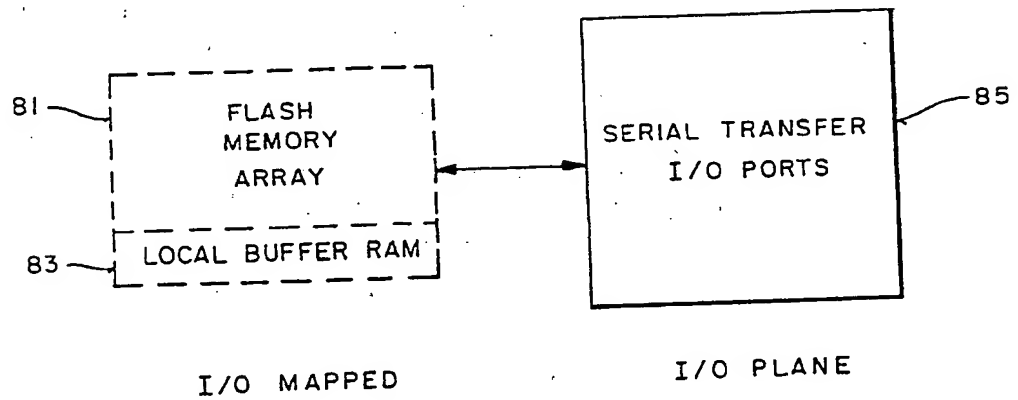 81
FLASH
MEMORY
ARRAY
83
LOCAL BUFFER RAM
SERIAL TRANSFER
I/O PORTS
85
I/O MAPPED
I/O PLANE